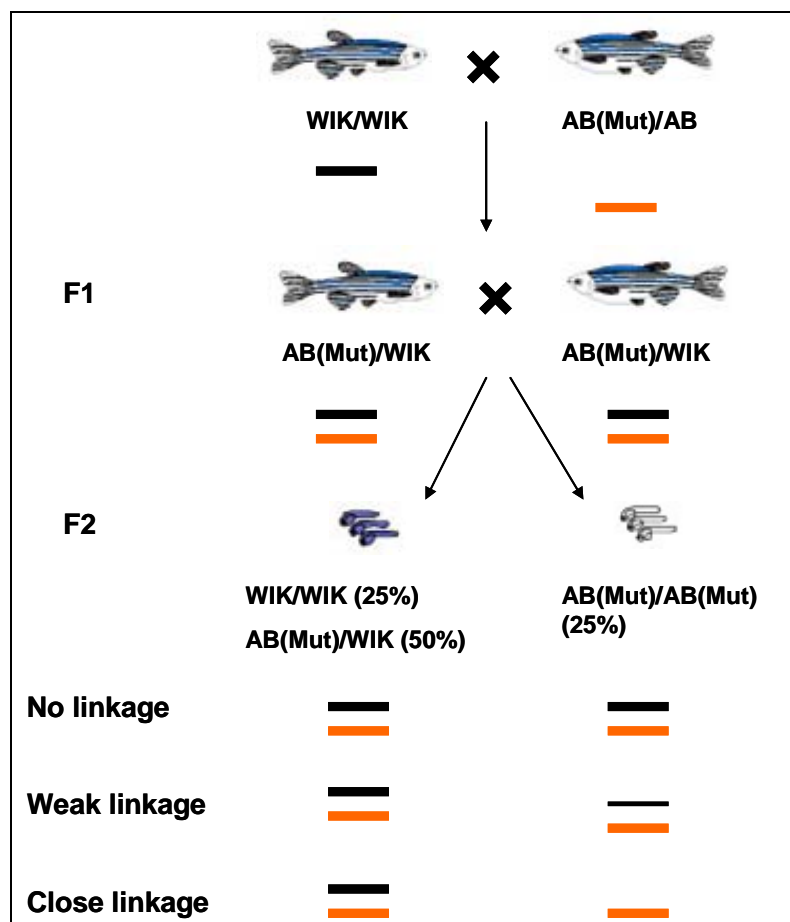 WIK/WIK AB(Mut)/AB
F1
AB(Mut)/WIK AB(Mut)/WIK
F2
WIK/WIK (25%) AB(Mut)/AB(Mut)
AB(Mut)/WIK (50%) (25%)
No linkage
Weak linkage
Close linkage